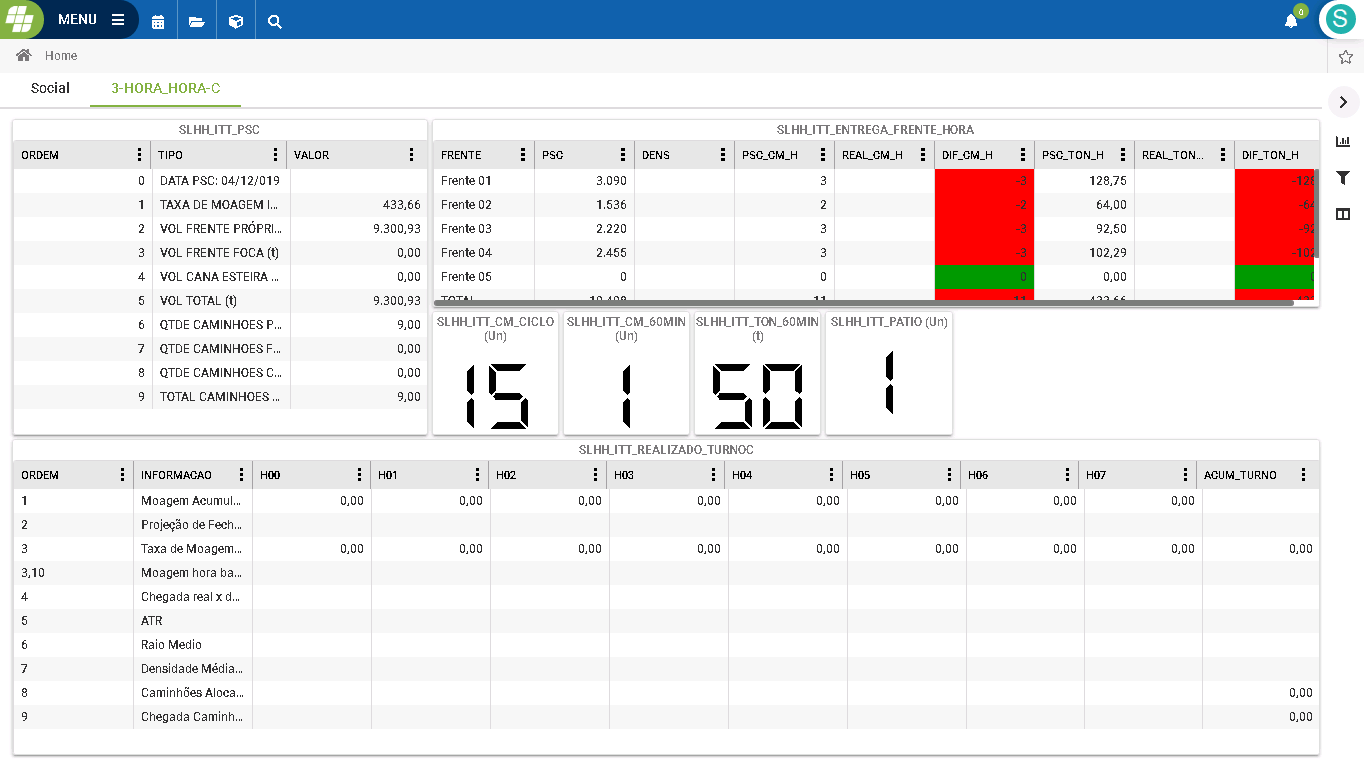 MENU
0
S
Home
Social 3-HORA_HORA-C
SLHH_ITT_PSC
ORDEM TIPO VALOR
0 DATA PSC: 04/12/019
1 TAXA DE MOAGEM I... 433,66
2 VOL FRENTE PRÓPRI... 9.300,93
3 VOL FRENTE FOCA (t) 0,00
4 VOL CANA ESTEIRA ... 0,00
5 VOL TOTAL (t) 9.300,93
6 QTDE CAMINHOES P... 9,00
7 QTDE CAMINHOES F... 0,00
8 QTDE CAMINHOES C... 0,00
9 TOTAL CAMINHOES ... 9,00
SLHH_ITT_ENTREGA_FRENTE_HORA
FRENTE PSC DENS PSC_CM_H REAL_CM_H DIF_CM_H PSC_TON_H REAL_TON... DIF_TON_H
Frente 01 3.090 3 -3 128,75 -128
Frente 02 1.536 2 -2 64,00 -64
Frente 03 2.220 3 -3 92,50 -92
Frente 04 2.455 3 -3 102,29 -102
Frente 05 0 0 0 0,00 0
TOTAL 11 433,66
SLHH_ITT_CM_CICLO
(Un)
15
SLHH_ITT_CM_60MIN
(Un)
1
SLHH_ITT_TON_60MIN
(t)
50
SLHH_ITT_PATIO (Un)
1
SLHH_ITT_REALIZADO_TURNOC
ORDEM INFORMACAO H00 H01 H02 H03 H04 H05 H06 H07 ACUM_TURNO
1 Moagem Acumul... 0,00 0,00 0,00 0,00 0,00 0,00 0,00 0,00
2 Projeção de Fech...
3 Taxa de Moagem... 0,00 0,00 0,00 0,00 0,00 0,00 0,00 0,00 0,00
3,10 Moagem hora ba...
4 Chegada real x d...
5 ATR
6 Raio Medio
7 Densidade Média...
8 Caminhões Aloca... 0,00
9 Chegada Caminh... 0,00